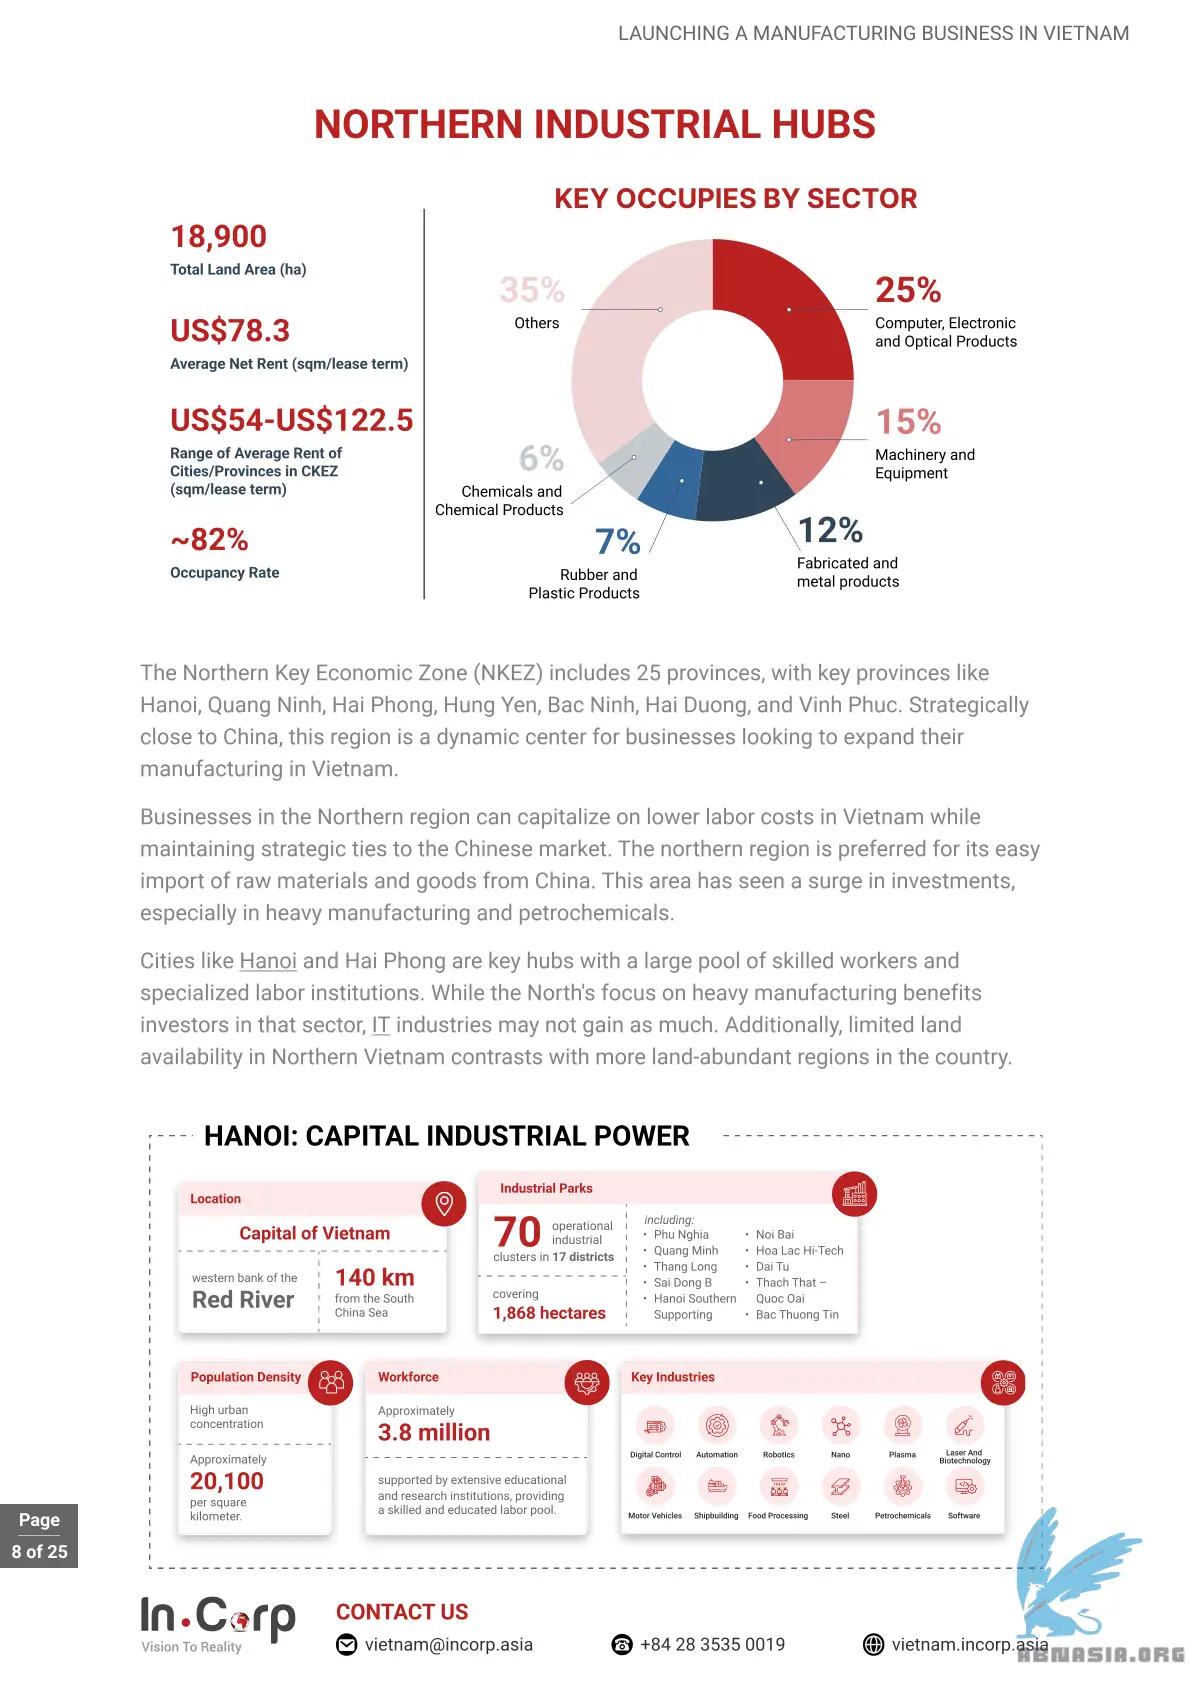 LAUNCHING A MANUFACTURING BUSINESS IN VIETNAM
NORTHERN INDUSTRIAL HUBS
18,900
Total Land Area (ha)
US$78.3
Average Net Rent (sqm/lease term)
US$54-US$122.5
Range of Average Rent of
Cities/Provinces in CKEZ
(sqm/lease term)
~82%
Occupancy Rate
KEY OCCUPIES BY SECTOR
35%
Others
25%
Computer, Electronic
and Optical Products
15%
Machinery and
Equipment
6%
Chemicals and
Chemical Products
7%
Rubber and
Plastic Products
12%
Fabricated and
metal products
The Northern Key Economic Zone (NKEZ) includes 25 provinces, with key provinces like
Hanoi, Quang Ninh, Hai Phong, Hung Yen, Bac Ninh, Hai Duong, and Vinh Phuc. Strategically
close to China, this region is a dynamic center for businesses looking to expand their
manufacturing in Vietnam.
Businesses in the Northern region can capitalize on lower labor costs in Vietnam while
maintaining strategic ties to the Chinese market. The northern region is preferred for its easy
import of raw materials and goods from China. This area has seen a surge in investments,
especially in heavy manufacturing and petrochemicals.
Cities like Hanoi and Hai Phong are key hubs with a large pool of skilled workers and
specialized labor institutions. While the North's focus on heavy manufacturing benefits
investors in that sector, IT industries may not gain as much. Additionally, limited land
availability in Northern Vietnam contrasts with more land-abundant regions in the country.
HANOI: CAPITAL INDUSTRIAL POWER
Location
Capital of Vietnam
western bank of the
Red River
140 km
from the South
China Sea
Industrial Parks
70 operational
industrial
clusters in 17 districts
covering
1,868 hectares
including:
• Phu Nghia
• Quang Minh
• Thang Long
• Sai Dong B
• Hanoi Southern
Supporting
• Noi Bai
• Hoa Lac Hi-Tech
• Dai Tu
• Thach That –
Quoc Oai
• Bac Thuong Tin
Population Density
High urban
concentration
Approximately
20,100
per square
kilometer.
Workforce
Approximately
3.8 million
supported by extensive educational
and research institutions, providing
a skilled and educated labor pool.
Key Industries
Digital Control
Automation
Robotics
Nano
Plasma
Laser And
Biotechnology
Motor Vehicles
Shipbuilding
Food Processing
Steel
Petrochemicals
Software
Page
8 of 25
In.Corp
Vision To Reality
CONTACT US
vietnam@incorp.asia
+84 28 3535 0019
vietnam.incorp.asia
ABNASIA.ORG